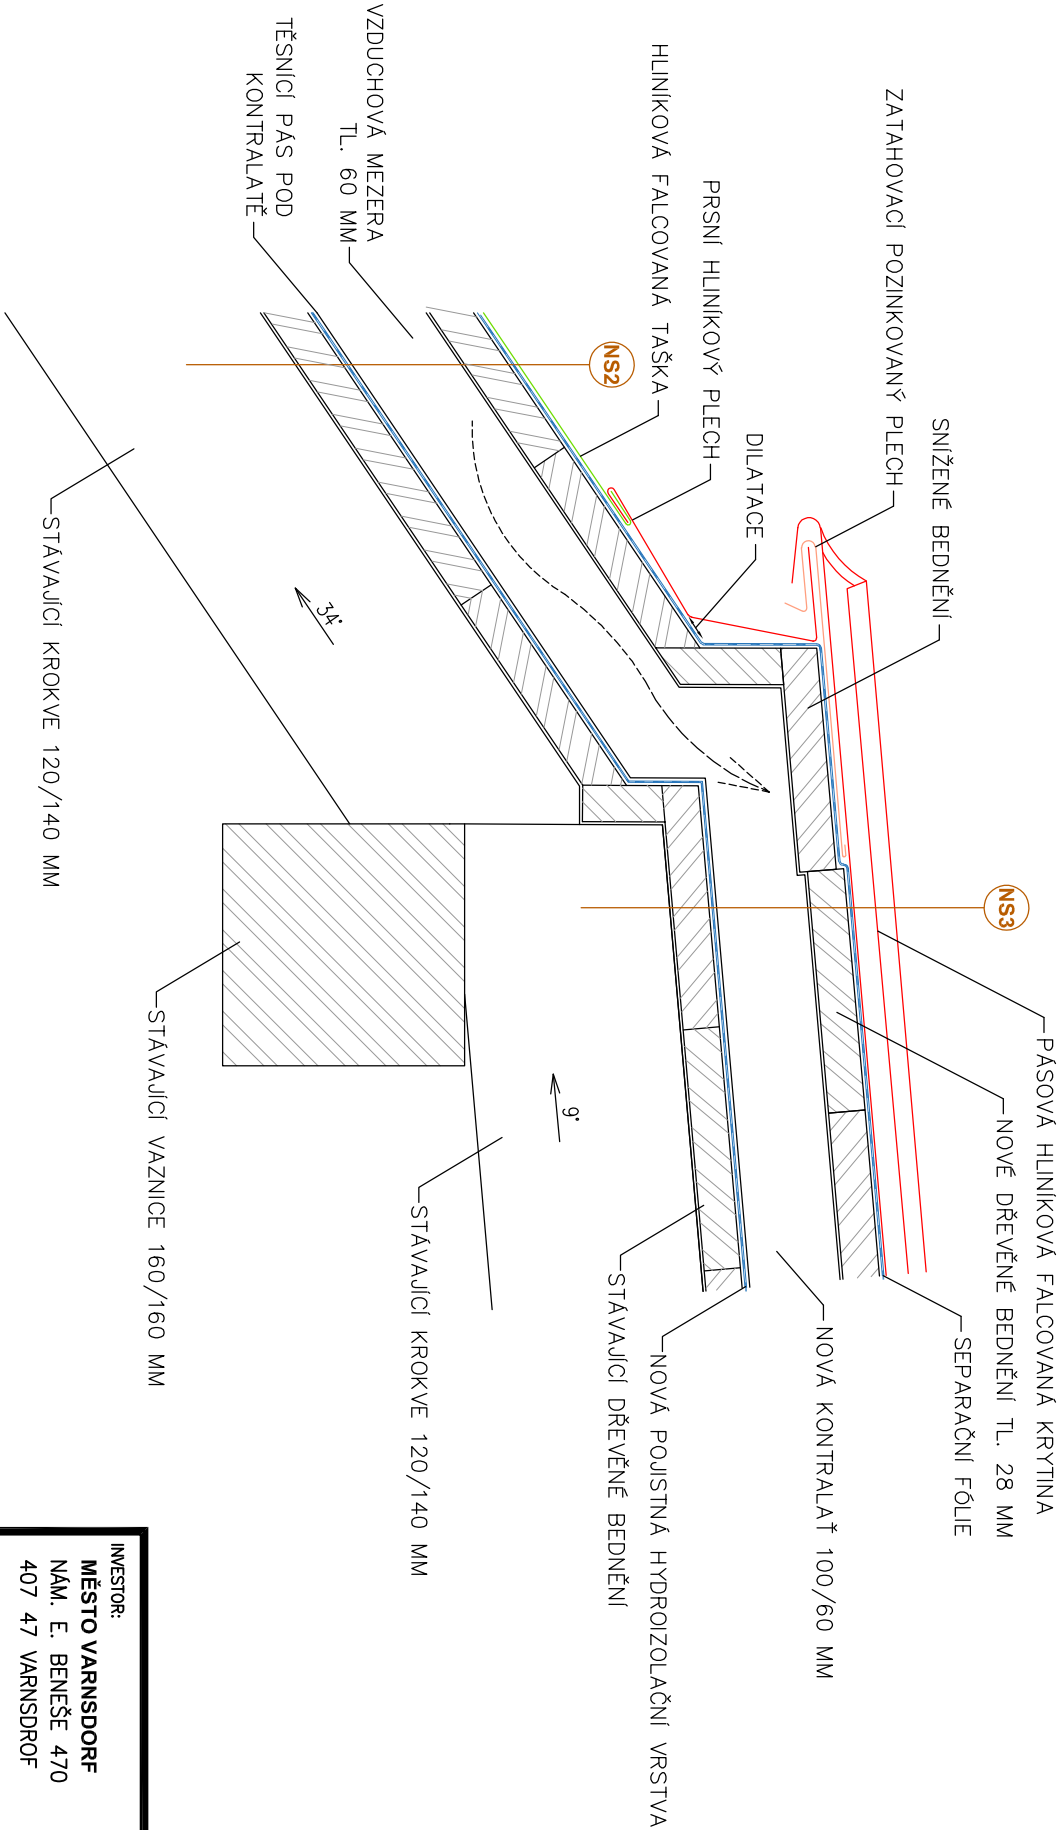 PÁSOVÁ HLINÍKOVÁ FALCOVANÁ KRYTINA
NOVÉ DŘEVĚNÉ BEDNĚNÍ TL. 28 MM
SEPARAČNÍ FÓLIE
SNÍŽENÉ BEDNĚNÍ
ZATAHOVACÍ POZINKOVANÝ PLECH
DILATACE
PRSNÍ HLINÍKOVÝ PLECH
HLINÍKOVÁ FALCOVANÁ TAŠKA
NS3
NS2
NOVÁ KONTRALAŤ 100/60 MM
NOVÁ POJISTNÁ HYDROIZOLAČNÍ VRSTVA
STÁVAJÍCÍ DŘEVĚNÉ BEDNĚNÍ
VZDUCHOVÁ MEZERA
TL. 60 MM
TĚSNÍCÍ PÁS POD
KONTRALATĚ
34°
9°
STÁVAJÍCÍ KROKVE 120/140 MM
STÁVAJÍCÍ VAZNICE 160/160 MM
STÁVAJÍCÍ KROKVE 120/140 MM
INVESTOR:
MĚSTO VARNSDORF
NÁM. E. BENEŠE 470
407 47 VARNSDROF